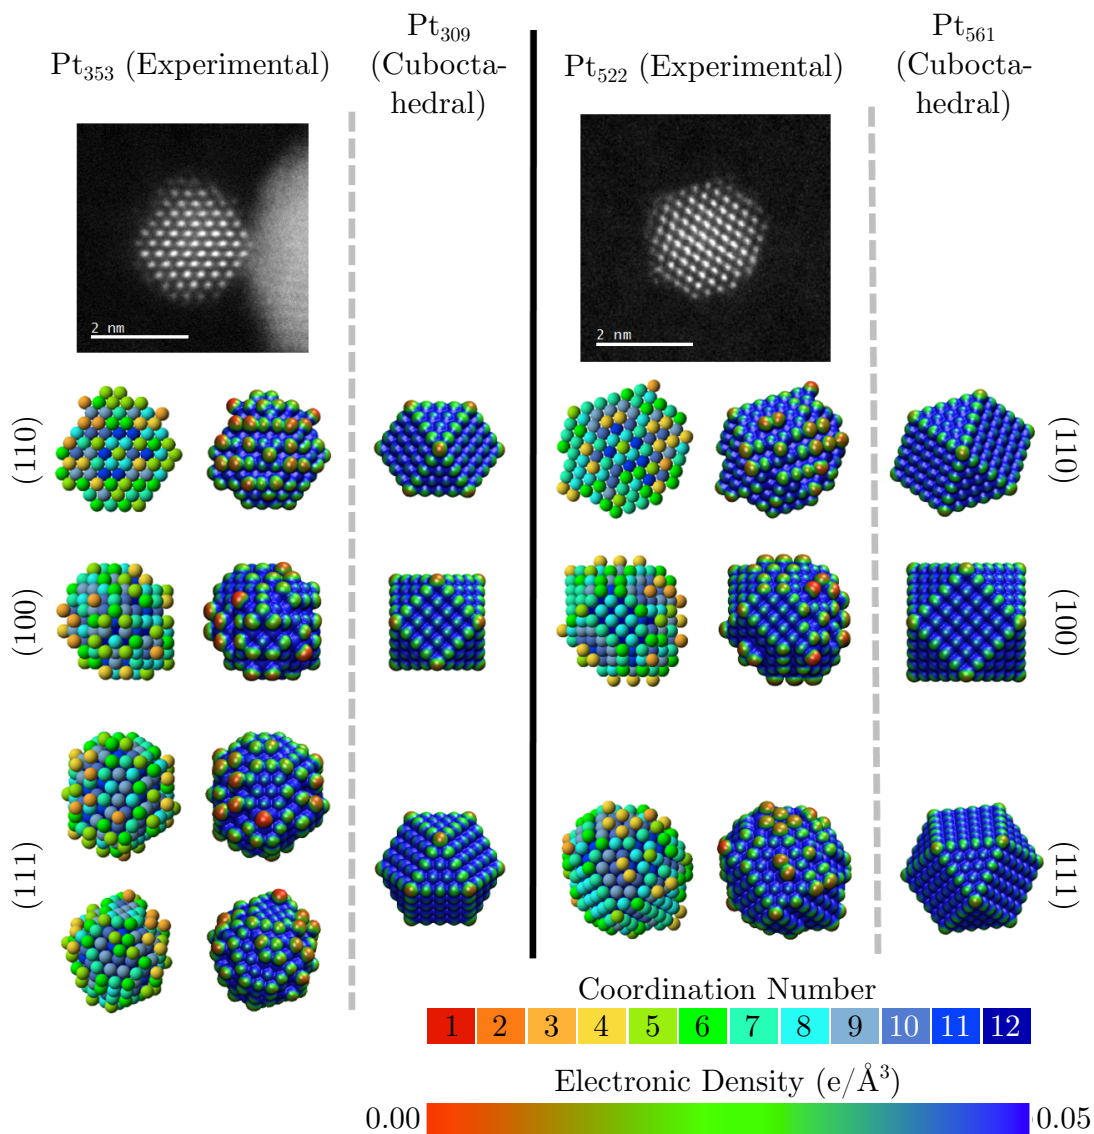 Pt₃₅₃ (Experimental)
Pt₃₀₉
(Cubocta-
hedral)
Pt₅₂₂ (Experimental)
Pt₅₆₁
(Cubocta-
hedral)
2 nm
2 nm
(110)
(110)
(100)
(100)
(111)
(111)
Coordination Number
1 2 3 4 5 6 7 8 9 10 11 12
Electronic Density (e/Å³)
0.00 0.05